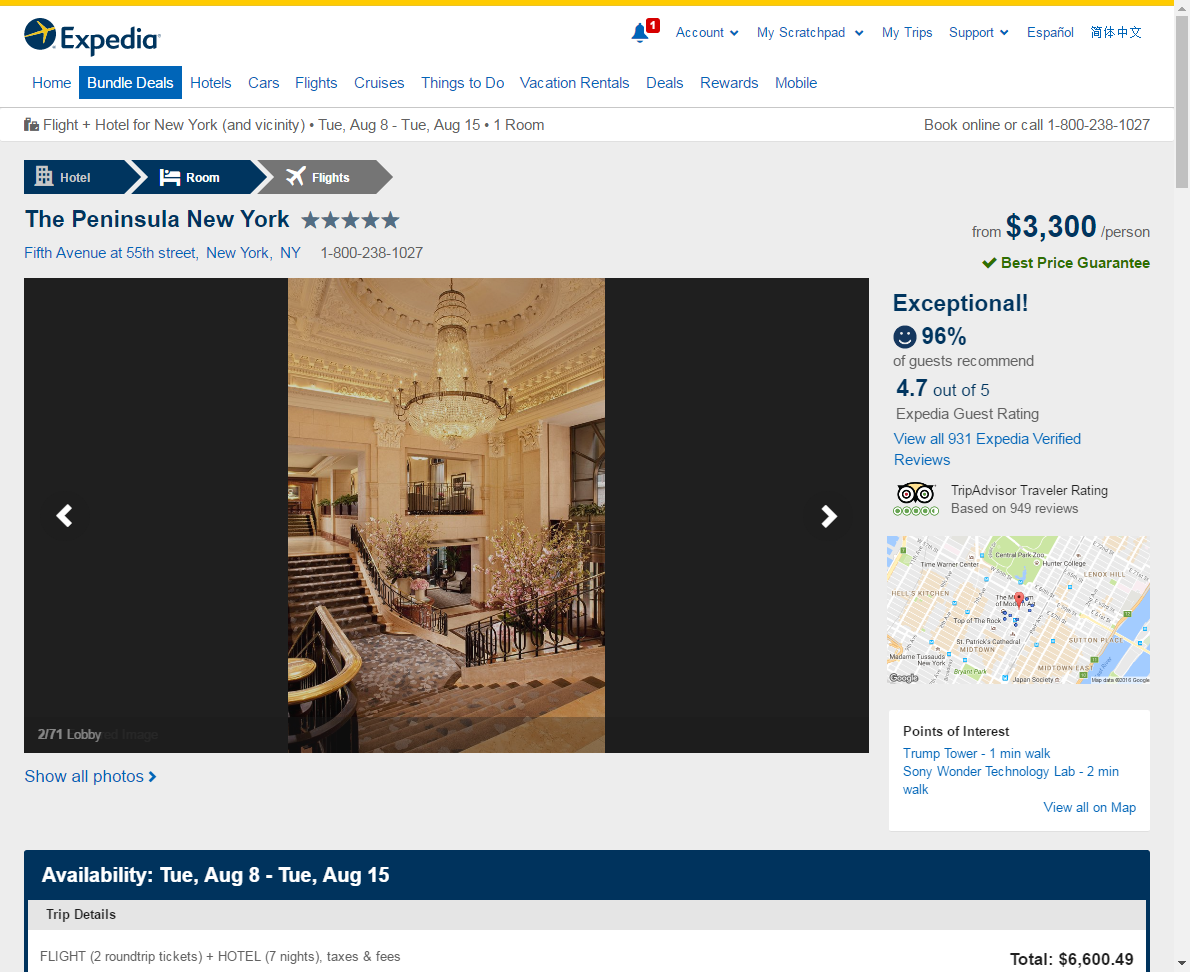 Expedia
1
Account
My Scratchpad
My Trips
Support
Español
简体中文
Home
Bundle Deals
Hotels
Cars
Flights
Cruises
Things to Do
Vacation Rentals
Deals
Rewards
Mobile
Flight + Hotel for New York (and vicinity) • Tue, Aug 8 - Tue, Aug 15 • 1 Room
Book online or call 1-800-238-1027
Hotel
Room
Flights
The Peninsula New York
Fifth Avenue at 55th street, New York, NY 1-800-238-1027
from $3,300 /person
Best Price Guarantee
2/71 Lobby
Show all photos
Exceptional!
96%
of guests recommend
4.7 out of 5
Expedia Guest Rating
View all 931 Expedia Verified
Reviews
TripAdvisor Traveler Rating
Based on 949 reviews
Central Park Zoo
Time Warner Center
Hunter College
LENOX HILL
HELL'S KITCHEN
Top of The Rock
St. Patrick's Cathedral
MIDTOWN
SUTTON PLACE
Madame Tussauds
New York
Bryant Park
MIDTOWN EAST
Japan Society
Google
Map data ©2016 Google
Points of Interest
Trump Tower - 1 min walk
Sony Wonder Technology Lab - 2 min
walk
View all on Map
Availability: Tue, Aug 8 - Tue, Aug 15
Trip Details
FLIGHT (2 roundtrip tickets) + HOTEL (7 nights), taxes & fees
Total: $6,600.49